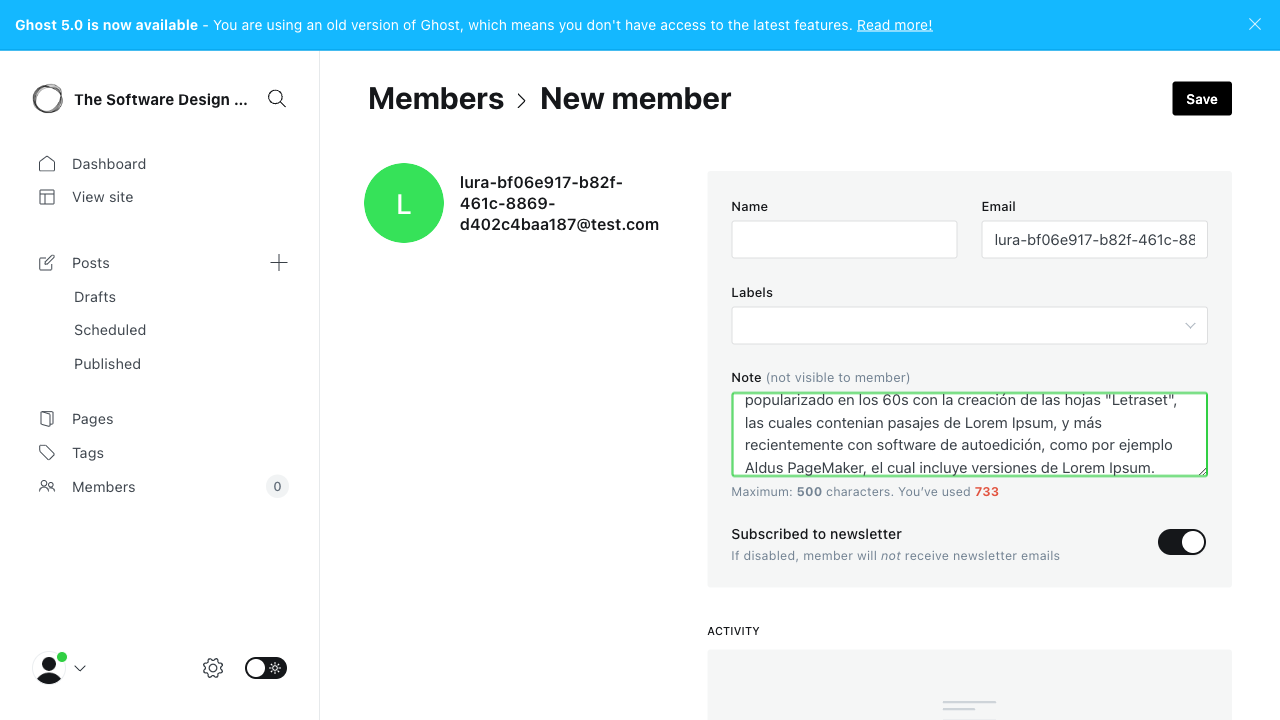 Ghost 5.0 is now available - You are using an old version of Ghost, which means you don't have access to the latest features. Read more!
The Software Design ...
Dashboard
View site
Posts
Drafts
Scheduled
Published
Pages
Tags
Members
0
Members
New member
Save
L
lura-bf06e917-b82f-
461c-8869-
d402c4baa187@test.com
Name
Email
lura-bf06e917-b82f-461c-88
Labels
Note (not visible to member)
popularizado en los 60s con la creación de las hojas "Letraset",
las cuales contenian pasajes de Lorem Ipsum, y más
recientemente con software de autoedición, como por ejemplo
Aldus PageMaker, el cual incluye versiones de Lorem Ipsum.
Maximum: 500 characters. You've used 733
Subscribed to newsletter
If disabled, member will not receive newsletter emails
ACTIVITY